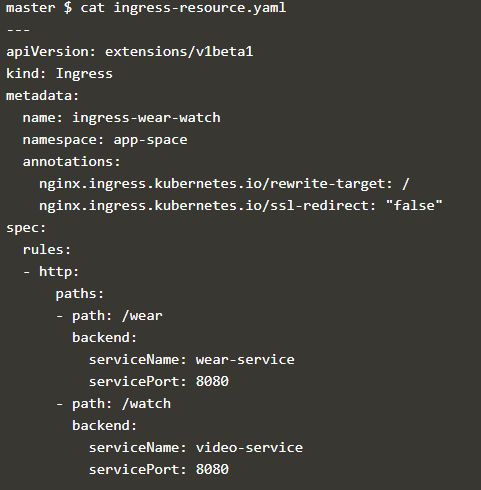 master $ cat ingress-resource.yaml
---
apiVersion: extensions/v1beta1
kind: Ingress
metadata:
  name: ingress-wear-watch
  namespace: app-space
  annotations:
    nginx.ingress.kubernetes.io/rewrite-target: /
    nginx.ingress.kubernetes.io/ssl-redirect: "false"
spec:
  rules:
  - http:
      paths:
      - path: /wear
        backend:
          serviceName: wear-service
          servicePort: 8080
      - path: /watch
        backend:
          serviceName: video-service
          servicePort: 8080